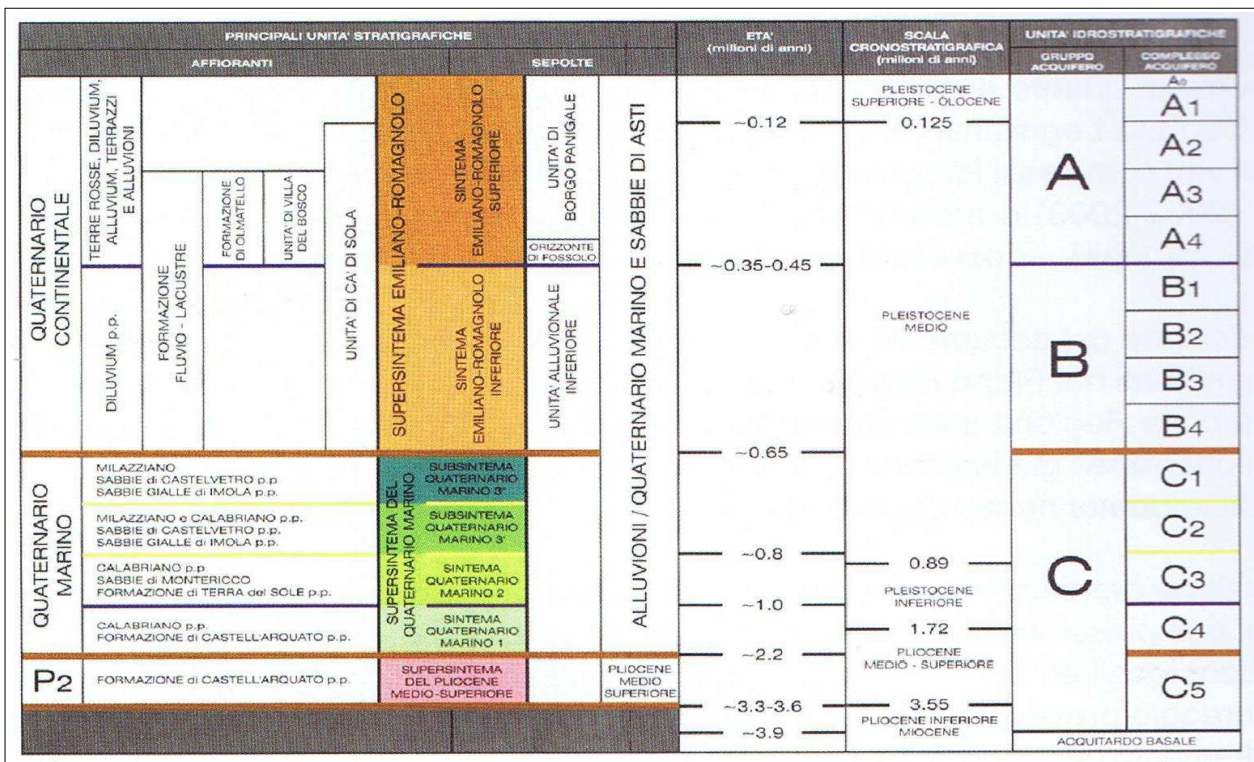 PRINCIPALI UNITA' STRATIGRAFICHE
AFFIORANTI
SEPOLTE
ETA'
(milioni di anni)
SCALA
CRONOSTRATIGRAFICA
(milioni di anni)
UNITA' IDROSTRATIGRAFICHE
GRUPPO
ACQUIFERO
COMPLESSO
ACQUIFERO
QUATERNARIO
CONTINENTALE
TERRE ROSSE, DILUVIUM,
ALLUVIUM, TERRAZZI
E ALLUVIONI
DILUVIUM p.p.
FORMAZIONE
FLUVIO - LACUSTRE
FORMAZIONE
DI OLMATELLO
UNITA' DI VILLA
DEL BOSCO
UNITA' DI CA' DI SOLA
SUPERSINTEMA EMILIANO-ROMAGNOLO
SINTEMA
EMILIANO-ROMAGNOLO
SUPERIORE
SINTEMA
EMILIANO-ROMAGNOLO
INFERIORE
UNITA' DI
BORGO PANIGALE
ORIZZONTE
DI FOSSOLO
UNITA' ALLUVIONALE
INFERIORE
ALLUVIONI / QUATERNARIO MARINO E SABBIE DI ASTI
QUATERNARIO
MARINO
MILAZZIANO
SABBIE di CASTELVETRO p.p
SABBIE GIALLE di IMOLA p.p.
MILAZZIANO e CALABRIANO p.p.
SABBIE di CASTELVETRO p.p.
SABBIE GIALLE di IMOLA p.p.
CALABRIANO p.p
SABBIE di MONTERICCO
FORMAZIONE di TERRA del SOLE p.p.
CALABRIANO p.p.
FORMAZIONE di CASTELL'ARQUATO p.p.
SUPERSINTEMA DEL
QUATERNARIO MARINO
SUBSINTEMA
QUATERNARIO
MARINO 3"
SUBSINTEMA
QUATERNARIO
MARINO 3'
SINTEMA
QUATERNARIO
MARINO 2
SINTEMA
QUATERNARIO
MARINO 1
P2
FORMAZIONE di CASTELL'ARQUATO p.p.
SUPERSINTEMA
DEL PLIOCENE
MEDIO-SUPERIORE
PLIOCENE
MEDIO
SUPERIORE
~0.12
~0.35-0.45
~0.65
~0.8
~1.0
~2.2
~3.3-3.6
~3.9
PLEISTOCENE
SUPERIORE - OLOCENE
0.125
PLEISTOCENE
MEDIO
0.89
PLEISTOCENE
INFERIORE
1.72
PLIOCENE
MEDIO - SUPERIORE
3.55
PLIOCENE INFERIORE
MIOCENE
A
B
C
A0
A1
A2
A3
A4
B1
B2
B3
B4
C1
C2
C3
C4
C5
ACQUITARDO BASALE